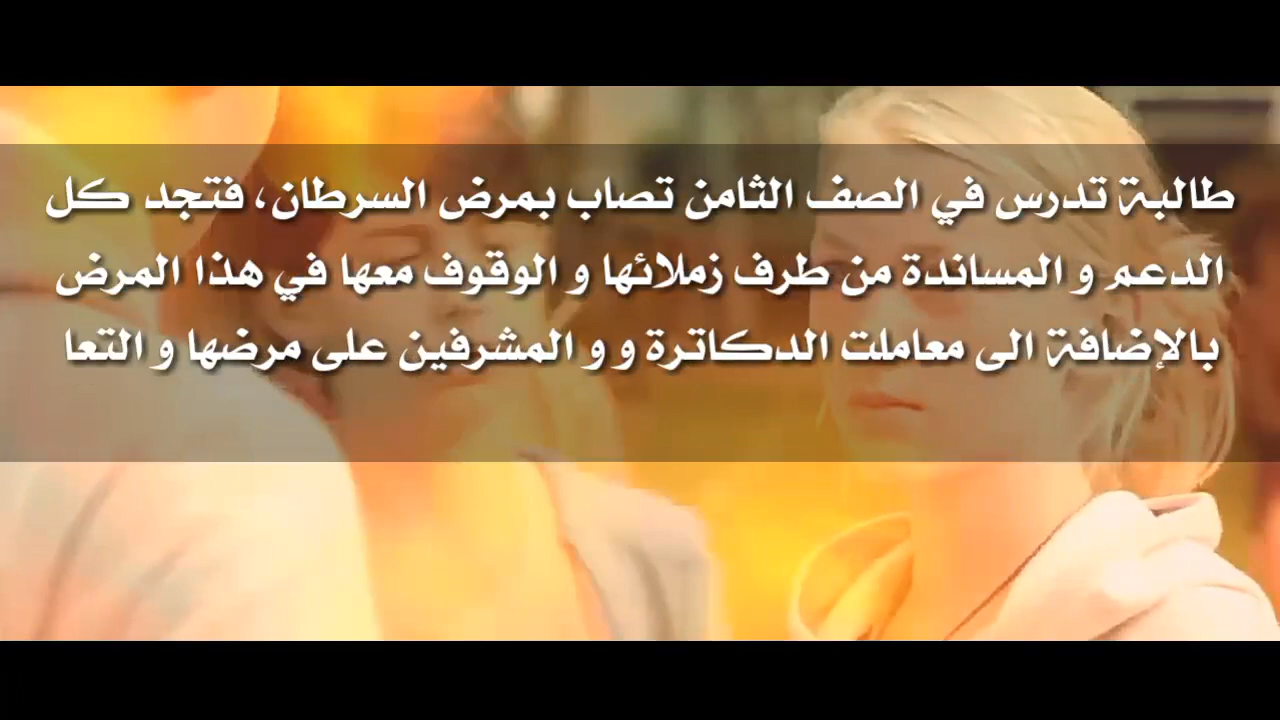 طالبة تدرس في الصف الثامن تصاب بمرض السرطان، فتجد كل
الدعم و المساندة من طرف زملائها و الوقوف معها في هذا المرض
بالإضافة الى معاملت الدكاترة و و المشرفين على مرضها و التعا